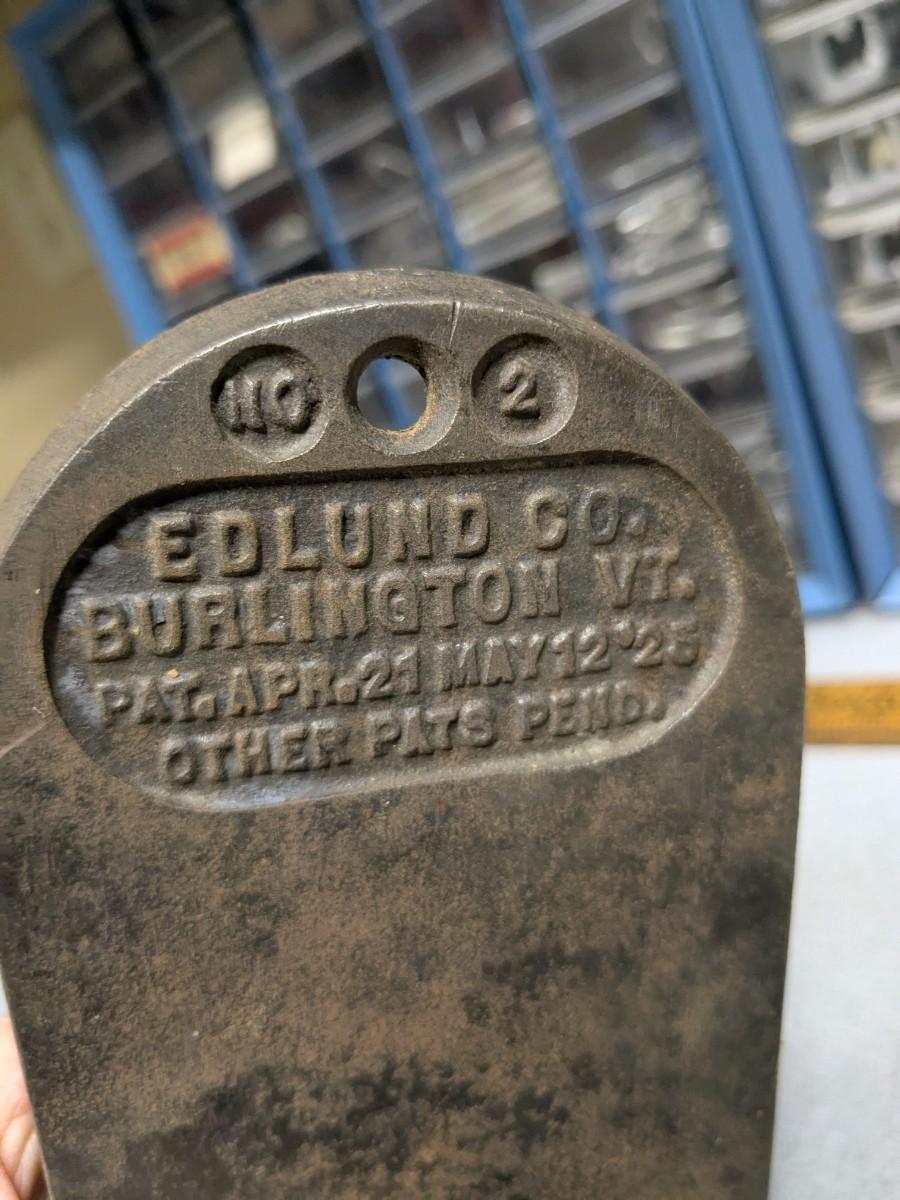 NO 2
EDLUND CO.
BURLINGTON VT.
PAT. APR. 21 MAY 12 '25
OTHER PATS PEND.